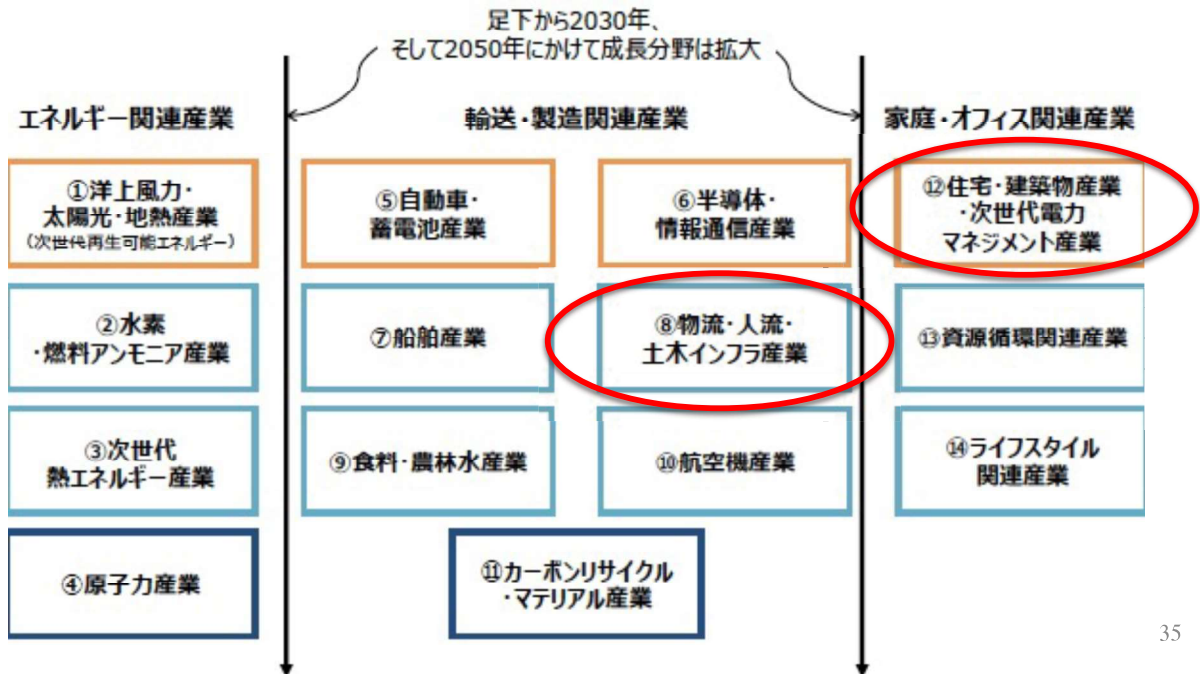 足下から2030年、
そして2050年にかけて成長分野は拡大
エネルギー関連産業
輸送・製造関連産業
家庭・オフィス関連産業
①洋上風力・
太陽光・地熱産業
(次世代再生可能エネルギー)
⑤自動車・
蓄電池産業
⑥半導体・
情報通信産業
⑫住宅・建築物産業
・次世代電力
マネジメント産業
②水素
・燃料アンモニア産業
⑦船舶産業
⑧物流・人流・
土木インフラ産業
⑬資源循環関連産業
③次世代
熱エネルギー産業
⑨食料・農林水産業
⑩航空機産業
⑭ライフスタイル
関連産業
④原子力産業
⑪カーボンリサイクル
・マテリアル産業
35